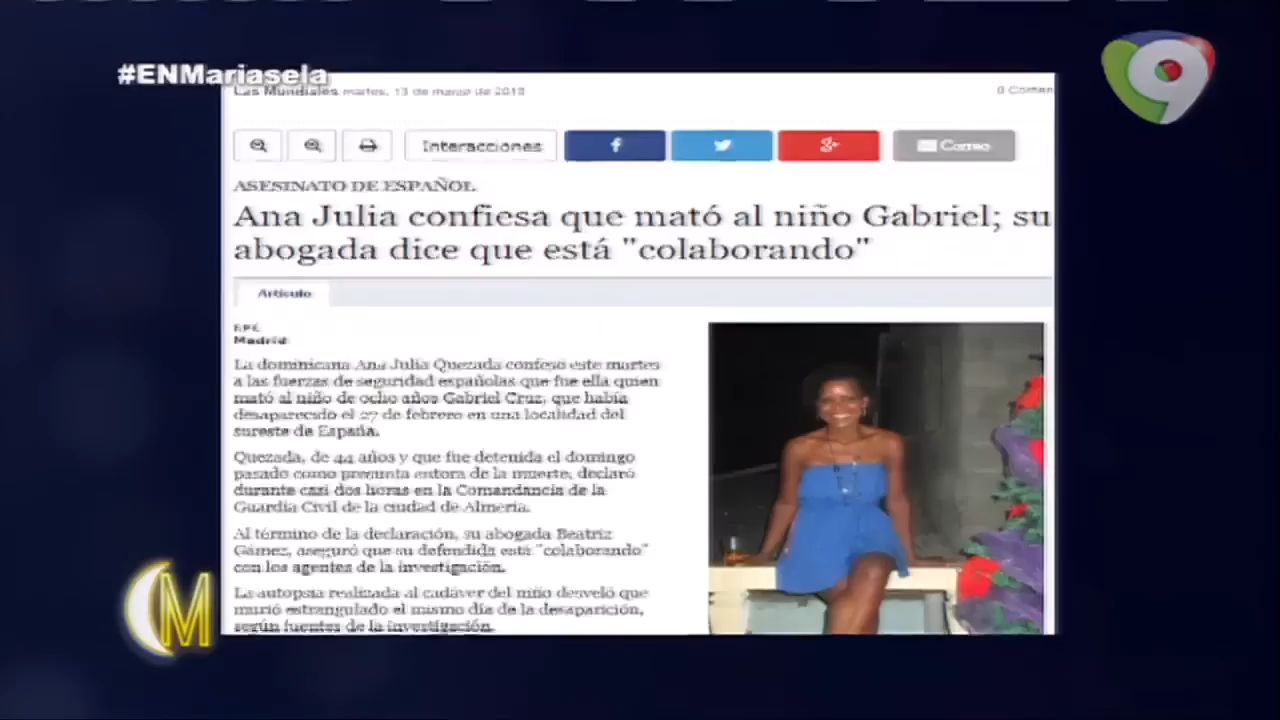 #ENMariasela
9
Las Mundiales martes, 13 de marzo de 2018
0 Comen
Interacciones
f
g+
Correo
ASESINATO DE ESPAÑOL
Ana Julia confiesa que mató al niño Gabriel; su
abogada dice que está "colaborando"
Artículo
EFE
Madrid
La dominicana Ana Julia Quezada confesó este martes
a las fuerzas de seguridad españolas que fue ella quien
mató al niño de ocho años Gabriel Cruz, que había
desaparecido el 27 de febrero en una localidad del
sureste de España.
Quezada, de 44 años y que fue detenida el domingo
pasado como presunta autora de la muerte, declaró
durante casi dos horas en la Comandancia de la
Guardia Civil de la ciudad de Almería.
Al término de la declaración, su abogada Beatriz
Gámez, aseguró que su defendida está "colaborando"
con los agentes de la investigación.
La autopsia realizada al cadáver del niño desveló que
murió estrangulado el mismo día de la desaparición,
según fuentes de la investigación.
M